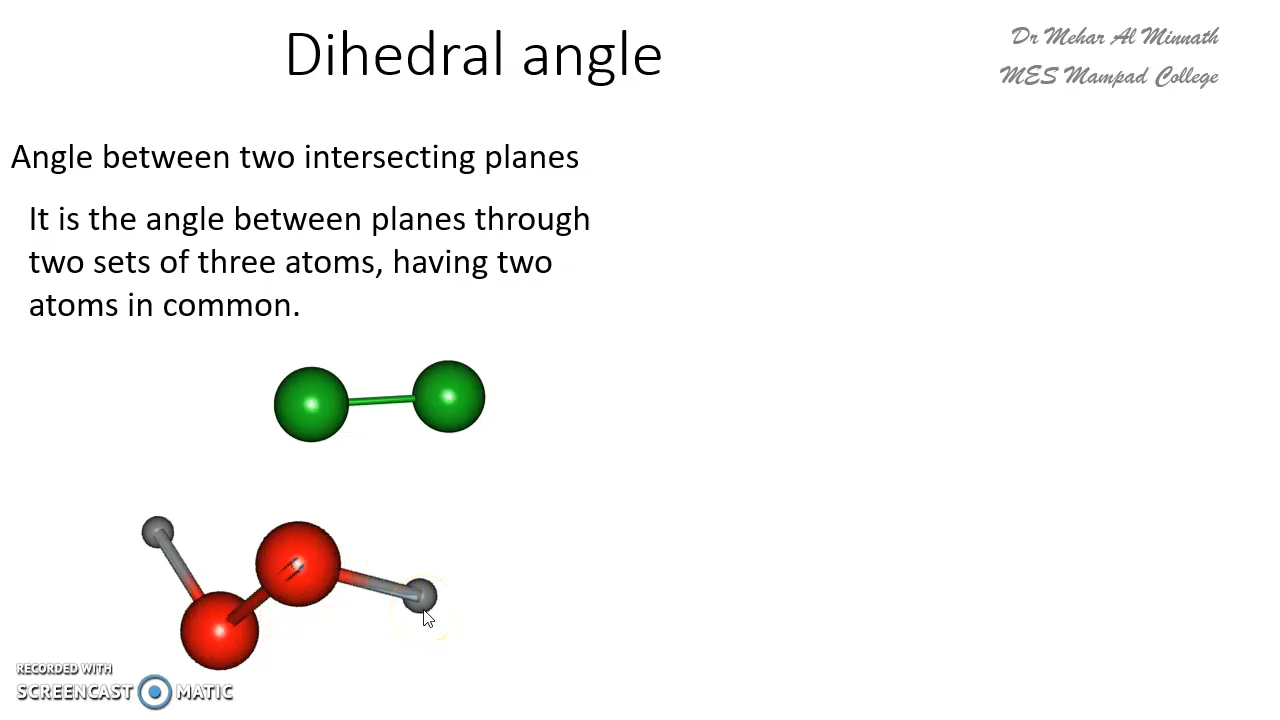 Dihedral angle
Dr Mehar Al Minnath
MES Mampad College
Angle between two intersecting planes
It is the angle between planes through
two sets of three atoms, having two
atoms in common.
RECORDED WITH
SCREENCAST MATIC